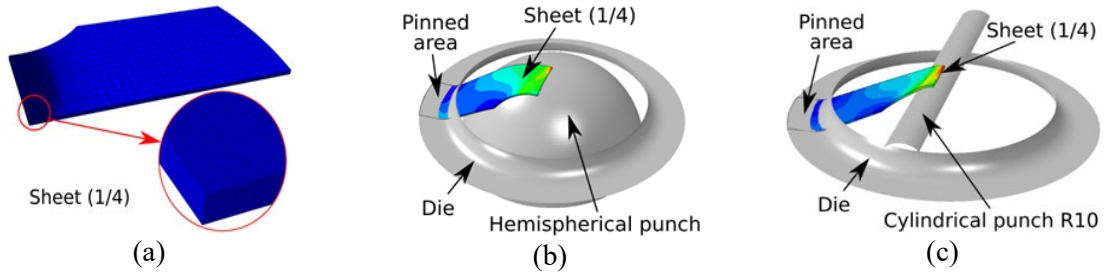 Sheet (1/4)
(a)
Pinned
area
Sheet (1/4)
Die
Hemispherical punch
(b)
Pinned
area
Sheet (1/4)
Die
Cylindrical punch R10
(c)